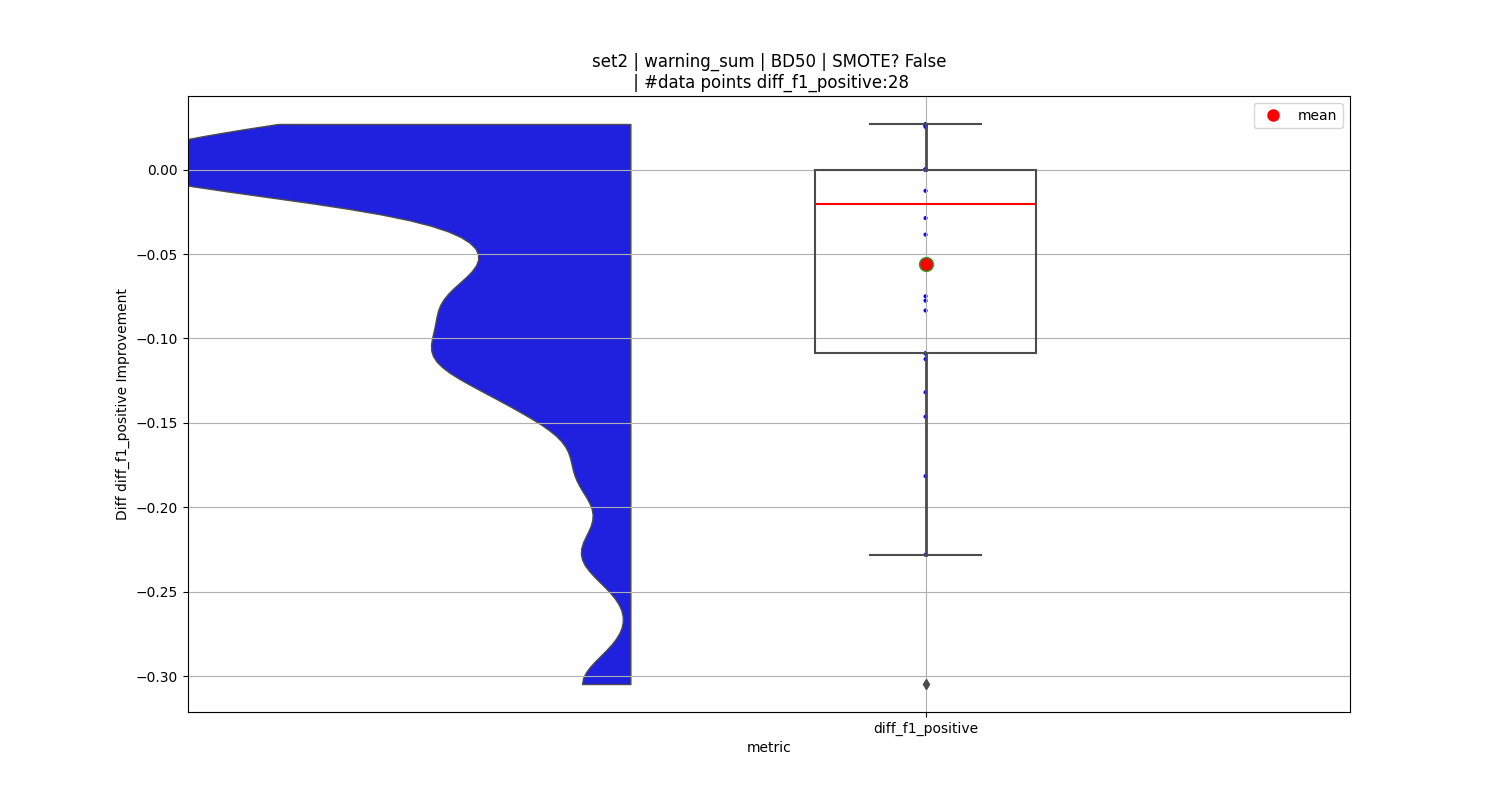 set2 | warning_sum | BD50 | SMOTE? False
| #data points diff_f1_positive:28
mean
Diff diff_f1_positive Improvement
0.00
−0.05
−0.10
−0.15
−0.20
−0.25
−0.30
diff_f1_positive
metric